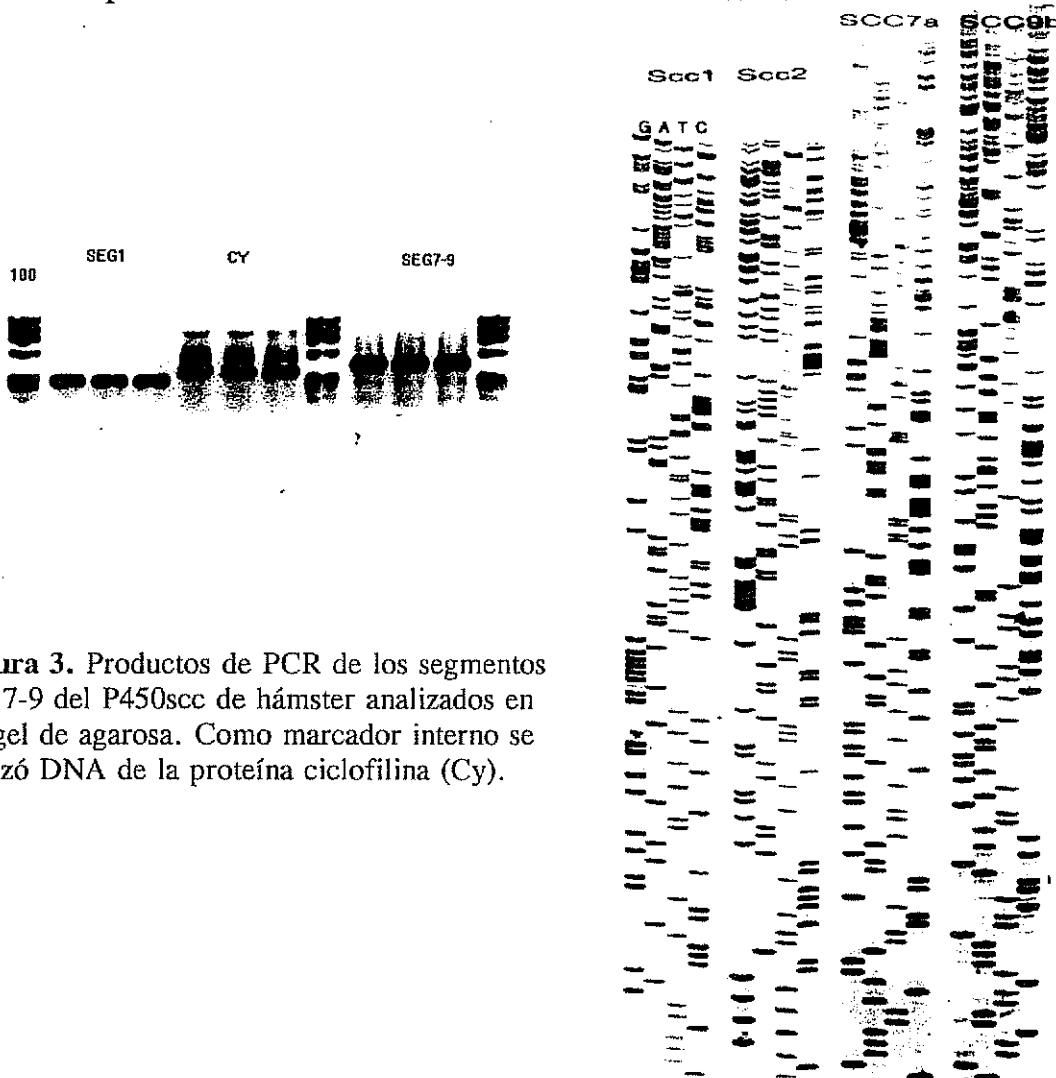 SCC7a SCC9b
Scc1 Scc2
G A T C
SEG1 CY SEG7-9
100
ura 3. Productos de PCR de los segmentos
7-9 del P450scc de hámster analizados en
gel de agarosa. Como marcador interno se
zó DNA de la proteína ciclofilina (Cy).